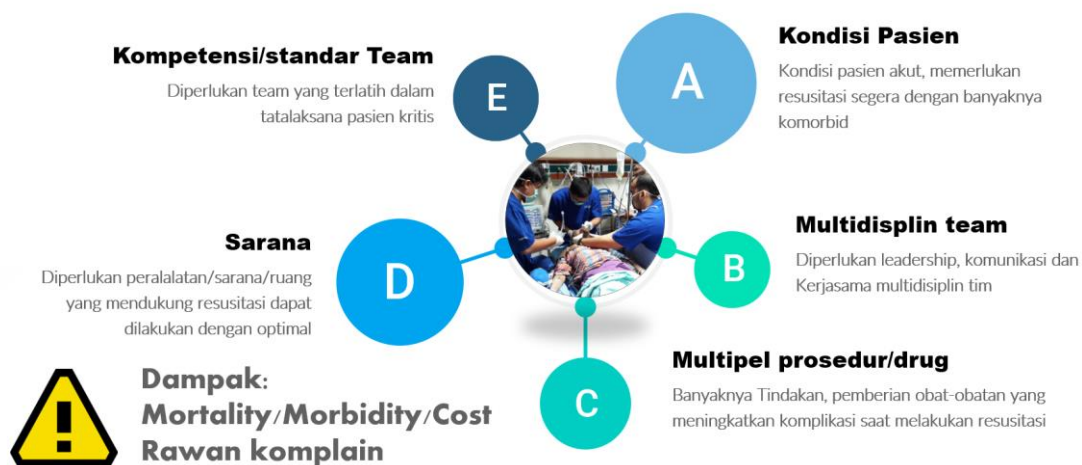 A
Kondisi Pasien
Kondisi pasien akut, memerlukan
resusitasi segera dengan banyaknya
komorbid
B
Multidisplin team
Diperlukan leadership, komunikasi dan
Kerjasama multidisiplin tim
C
Multipel prosedur/drug
Banyaknya Tindakan, pemberian obat-obatan yang
meningkatkan komplikasi saat melakukan resusitasi
D
Sarana
Diperlukan peralalatan/sarana/ruang
yang mendukung resusitasi dapat
dilakukan dengan optimal
E
Kompetensi/standar Team
Diperlukan team yang terlatih dalam
tatalaksana pasien kritis
!
Dampak:
Mortality/Morbidity/Cost
Rawan komplain